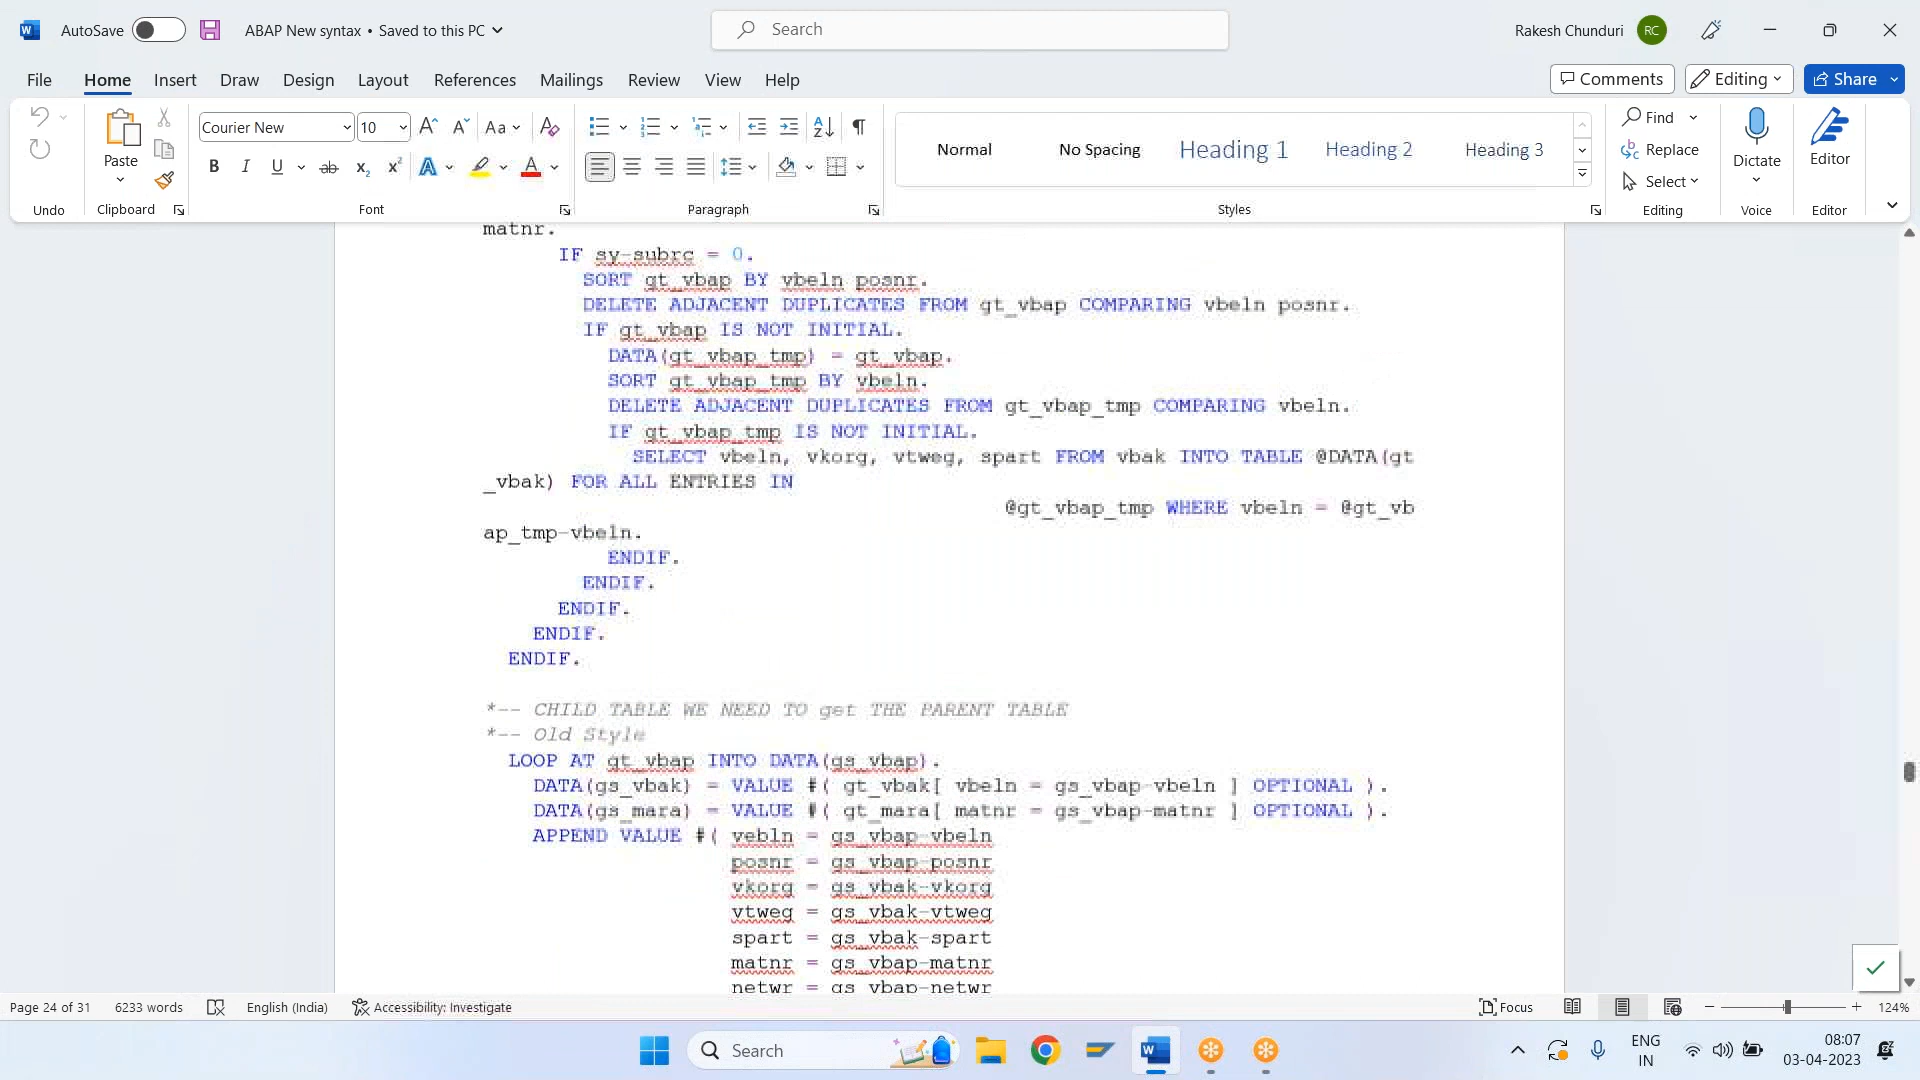 AutoSave
ABAP New syntax • Saved to this PC
Search
Rakesh Chunduri
RC
File Home Insert Draw Design Layout References Mailings Review View Help
Comments
Editing
Share
Paste
Courier New
10
Aa
B I U ab x2 x2 A A
Normal
No Spacing
Heading 1
Heading 2
Heading 3
Find
Replace
Select
Dictate
Editor
Undo
Clipboard
Font
Paragraph
Styles
Editing
Voice
Editor
matnr.
IF sy-subrc = 0.
SORT gt_vbap BY vbeln posnr.
DELETE ADJACENT DUPLICATES FROM gt_vbap COMPARING vbeln posnr.
IF gt_vbap IS NOT INITIAL.
DATA(gt_vbap_tmp) = gt_vbap.
SORT gt_vbap_tmp BY vbeln.
DELETE ADJACENT DUPLICATES FROM gt_vbap_tmp COMPARING vbeln.
IF gt_vbap_tmp IS NOT INITIAL.
SELECT vbeln, vkorg, vtweg, spart FROM vbak INTO TABLE @DATA(gt
_vbak) FOR ALL ENTRIES IN
@gt_vbap_tmp WHERE vbeln = @gt_vb
ap_tmp-vbeln.
ENDIF.
ENDIF.
ENDIF.
ENDIF.
ENDIF.
*-- CHILD TABLE WE NEED TO get THE PARENT TABLE
*-- Old Style
LOOP AT gt_vbap INTO DATA(gs_vbap).
DATA(gs_vbak) = VALUE #( gt_vbak[ vbeln = gs_vbap-vbeln ] OPTIONAL ).
DATA(gs_mara) = VALUE #( gt_mara[ matnr = gs_vbap-matnr ] OPTIONAL ).
APPEND VALUE #( vebln = gs_vbap-vbeln
posnr = gs_vbap-posnr
vkorg = gs_vbak-vkorg
vtweg = gs_vbak-vtweg
spart = gs_vbak-spart
matnr = gs_vbap-matnr
netwr = gs_vbap-netwr
Page 24 of 31
6233 words
English (India)
Accessibility: Investigate
Focus
124%
Search
ENG
IN
08:07
03-04-2023